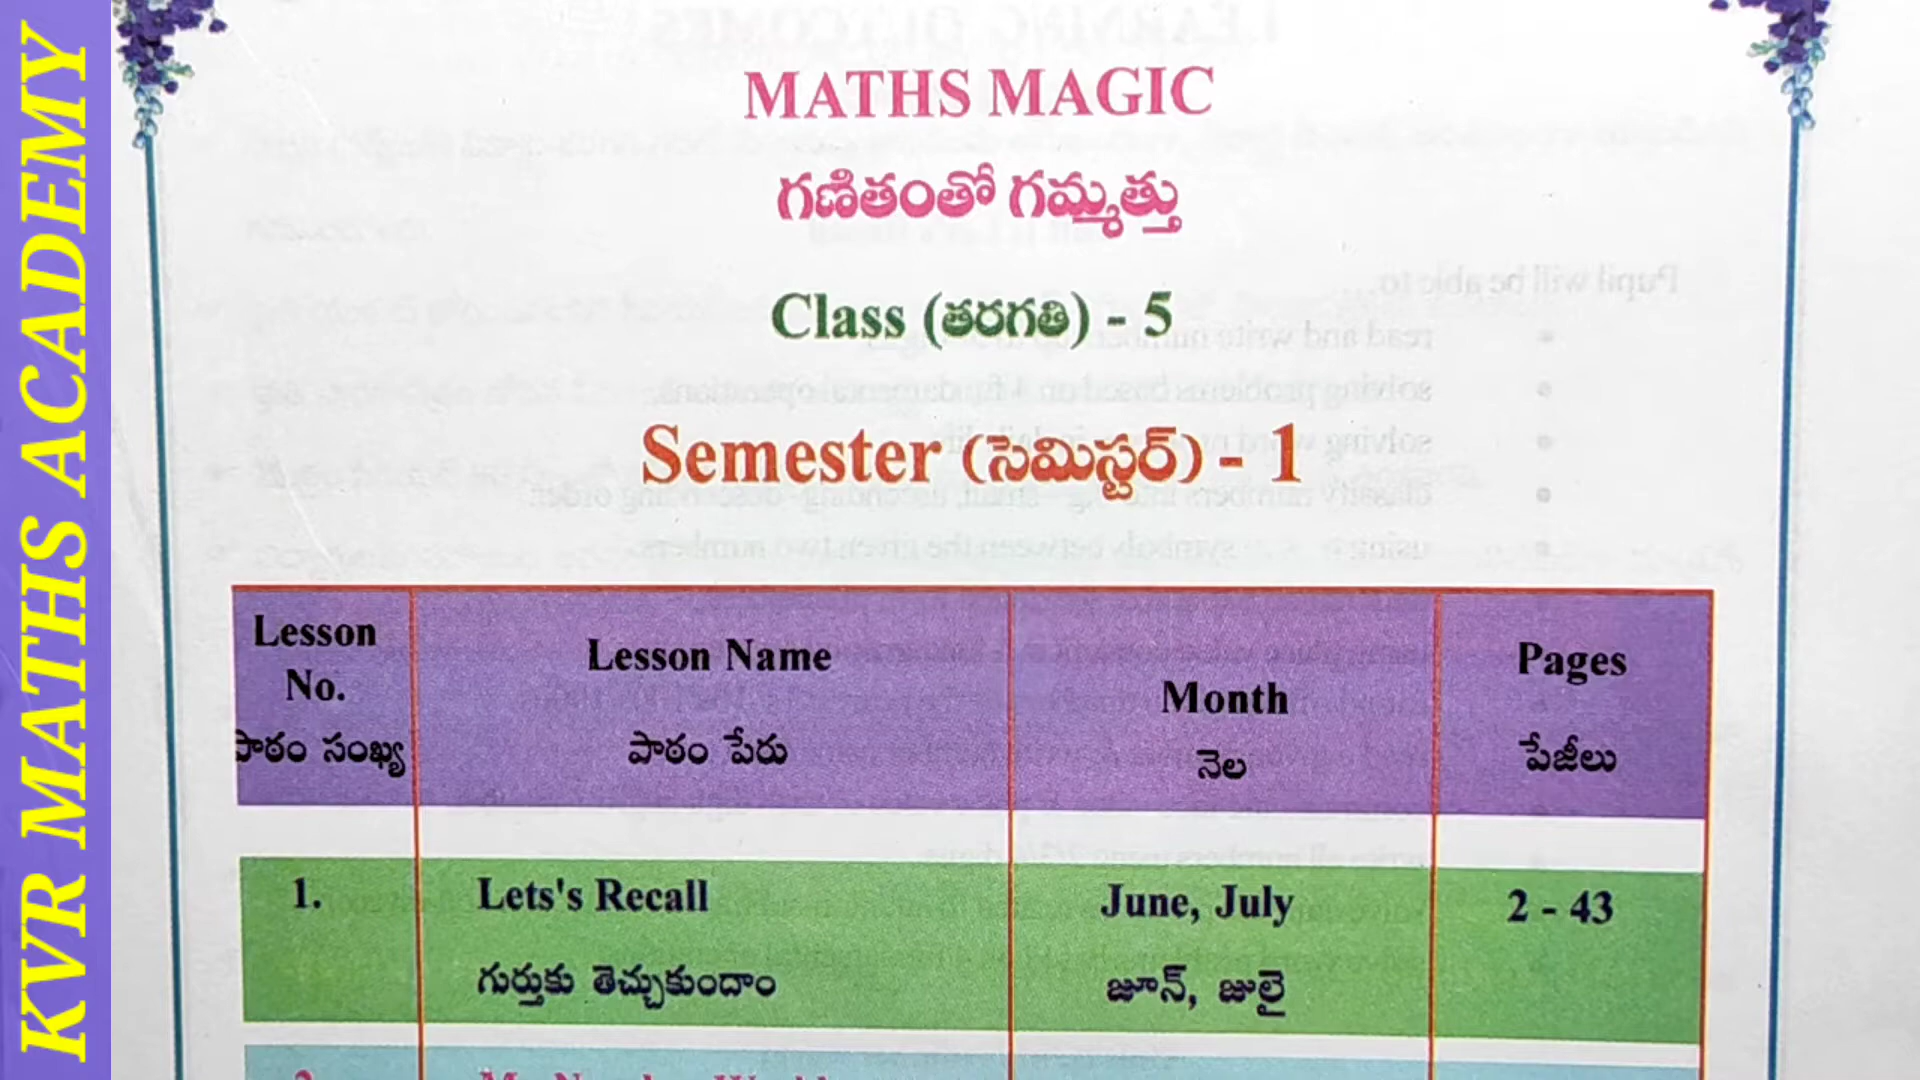 KVR MATHS ACADEMY
MATHS MAGIC
గణితంతో గమ్మత్తు
Class (తరగతి) - 5
Semester (సెమిస్టర్) - 1
Lesson No. పాఠం సంఖ్య
Lesson Name పాఠం పేరు
Month నెల
Pages పేజీలు
1. Lets's Recall June, July 2 - 43
గుర్తుకు తెచ్చుకుందాం జూన్, జులై